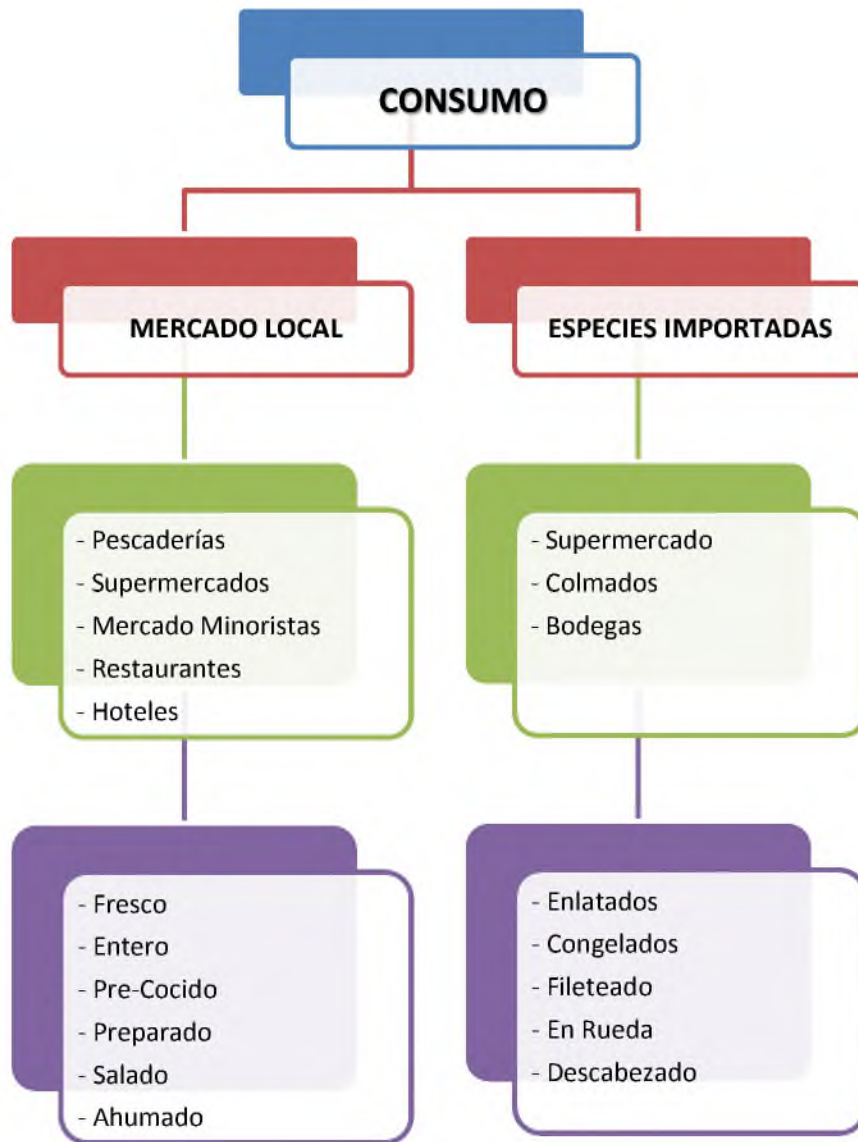 CONSUMO
MERCADO LOCAL
- Pescaderías
- Supermercados
- Mercado Minoristas
- Restaurantes
- Hoteles
- Fresco
- Entero
- Pre-Cocido
- Preparado
- Salado
- Ahumado
ESPECIES IMPORTADAS
- Supermercado
- Colmados
- Bodegas
- Enlatados
- Congelados
- Fileteado
- En Rueda
- Descabezado